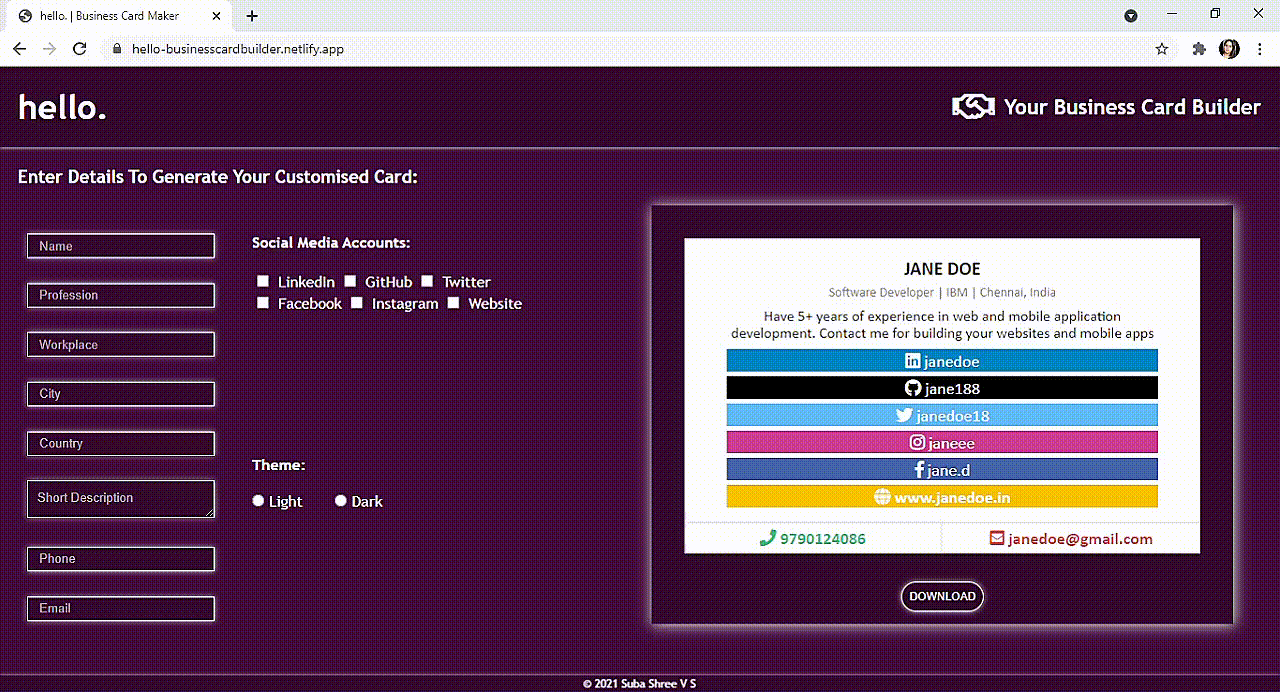 hello. | Business Card Maker
hello-businesscardbuilder.netlify.app
hello.
Your Business Card Builder
Enter Details To Generate Your Customised Card:
Name
Profession
Workplace
City
Country
Short Description
Phone
Email
Social Media Accounts:
LinkedIn GitHub Twitter
Facebook Instagram Website
Theme:
Light Dark
JANE DOE
Software Developer | IBM | Chennai, India
Have 5+ years of experience in web and mobile application
development. Contact me for building your websites and mobile apps
janedoe
jane188
janedoe18
janeee
jane.d
www.janedoe.in
9790124086 janedoe@gmail.com
DOWNLOAD
© 2021 Suba Shree V S